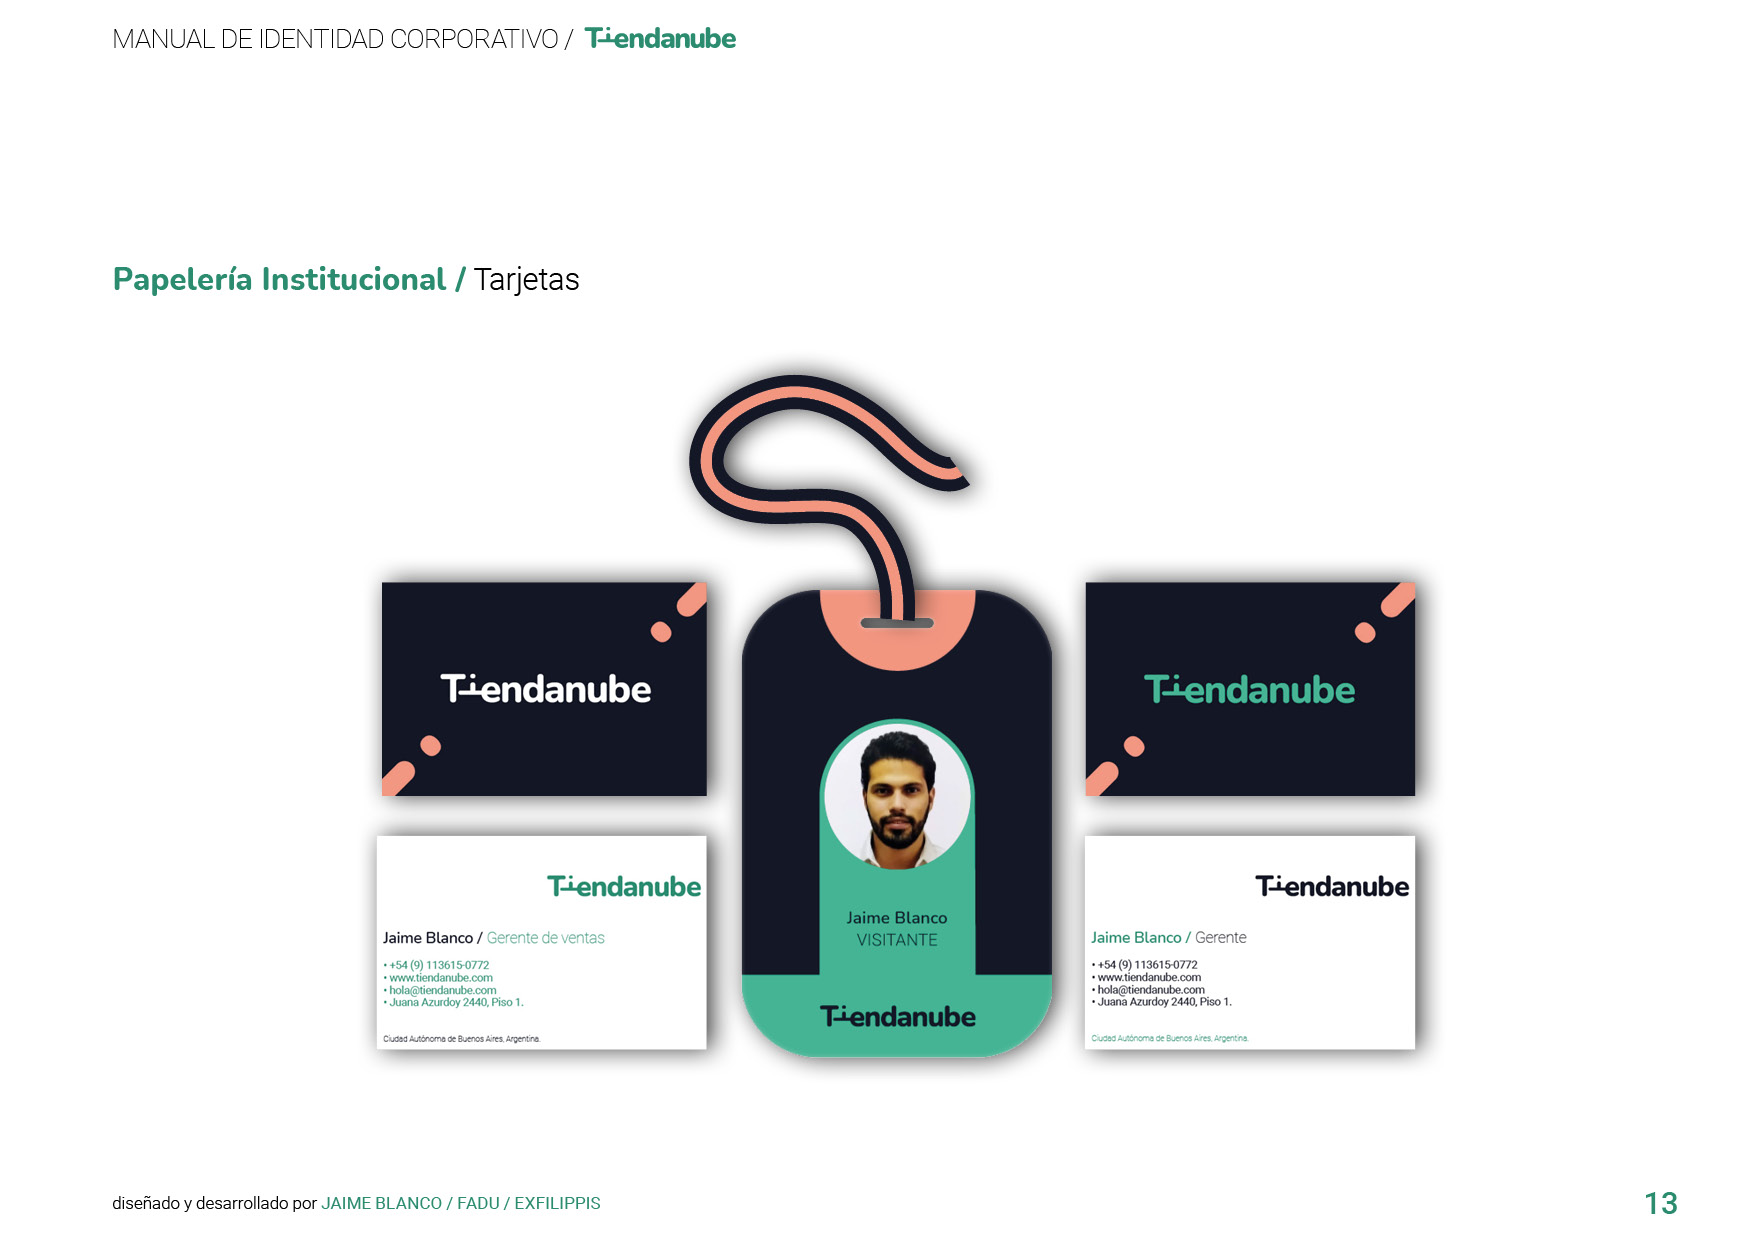 MANUAL DE IDENTIDAD CORPORATIVO / Tiendanube
Papelería Institucional / Tarjetas
Tiendanube
Tiendanube
Jaime Blanco / Gerente de ventas
• +54 (9) 113615-0772
• www.tiendanube.com
• hola@tiendanube.com
• Juana Azurdoy 2440, Piso 1.
Ciudad Autónoma de Buenos Aires, Argentina.
Jaime Blanco
VISITANTE
Tiendanube
Tiendanube
Tiendanube
Jaime Blanco / Gerente
• +54 (9) 113615-0772
• www.tiendanube.com
• hola@tiendanube.com
• Juana Azurdoy 2440, Piso 1.
Ciudad Autónoma de Buenos Aires, Argentina.
diseñado y desarrollado por JAIME BLANCO / FADU / EXFILIPPIS
13